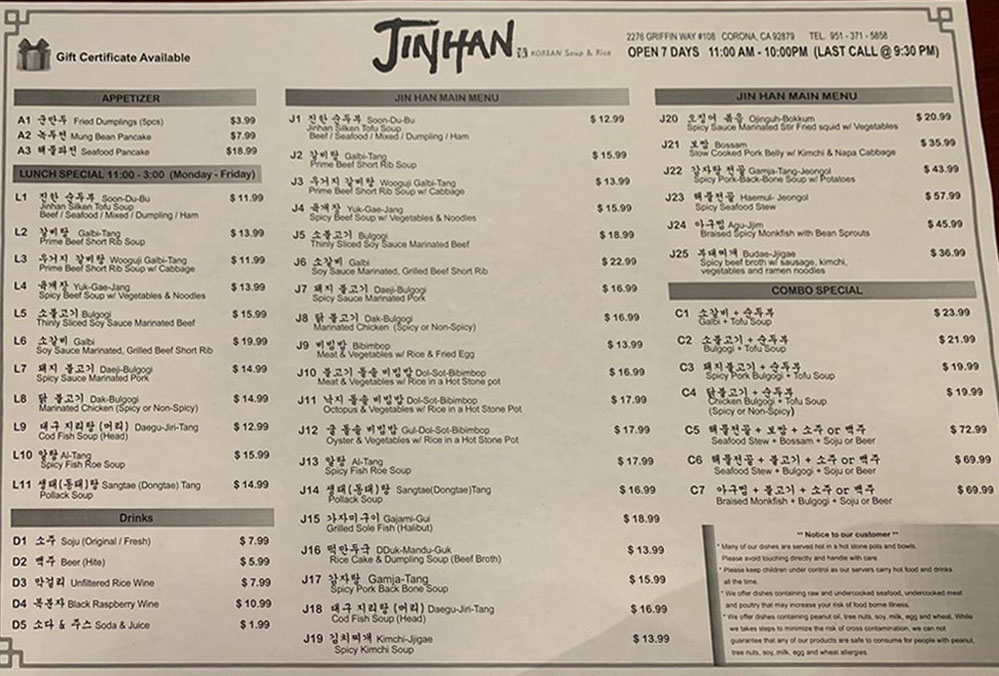 Gift Certificate Available
JINHAN
KOREAN Soup & Rice
2276 GRIFFIN WAY #108 CORONA, CA 92879 TEL. 951 - 371 - 5858
OPEN 7 DAYS 11:00 AM - 10:00PM (LAST CALL @ 9:30 PM)
APPETIZER
A1 군만두 Fried Dumplings (5pcs) $3.99
A2 녹두전 Mung Bean Pancake $7.99
A3 해물파전 Seafood Pancake $18.99
LUNCH SPECIAL 11:00 - 3:00 (Monday - Friday)
L1 진한 순두부 Soon-Du-Bu $ 11.99
Jinhan Silken Tofu Soup
Beef / Seafood / Mixed / Dumpling / Ham
L2 갈비탕 Galbi-Tang $ 13.99
Prime Beef Short Rib Soup
L3 우거지 갈비탕 Wooguji Galbi-Tang $ 11.99
Prime Beef Short Rib Soup w/ Cabbage
L4 육개장 Yuk-Gae-Jang $ 13.99
Spicy Beef Soup w/ Vegetables & Noodles
L5 소불고기 Bulgogi $ 15.99
Thinly Sliced Soy Sauce Marinated Beef
L6 소갈비 Galbi $ 19.99
Soy Sauce Marinated, Grilled Beef Short Rib
L7 돼지 불고기 Daeji-Bulgogi $ 14.99
Spicy Sauce Marinated Pork
L8 닭 불고기 Dak-Bulgogi $ 14.99
Marinated Chicken (Spicy or Non-Spicy)
L9 대구 지리탕 (머리) Daegu-Jiri-Tang $ 12.99
Cod Fish Soup (Head)
L10 알탕 Al-Tang $ 15.99
Spicy Fish Roe Soup
L11 생태(동태)탕 Sangtae (Dongtae) Tang $ 14.99
Pollack Soup
Drinks
D1 소주 Soju (Original / Fresh) $ 7.99
D2 맥주 Beer (Hite) $ 5.99
D3 막걸리 Unfiltered Rice Wine $ 7.99
D4 복분자 Black Raspberry Wine $ 10.99
D5 소다 & 주스 Soda & Juice $ 1.99
JIN HAN MAIN MENU
J1 진한 순두부 Soon-Du-Bu $ 12.99
Jinhan Silken Tofu Soup
Beef / Seafood / Mixed / Dumpling / Ham
J2 갈비탕 Galbi-Tang $ 15.99
Prime Beef Short Rib Soup
J3 우거지 갈비탕 Wooguji Galbi-Tang $ 13.99
Prime Beef Short Rib Soup w/ Cabbage
J4 육개장 Yuk-Gae-Jang $ 15.99
Spicy Beef Soup w/ Vegetables & Noodles
J5 소불고기 Bulgogi $ 18.99
Thinly Sliced Soy Sauce Marinated Beef
J6 소갈비 Galbi $ 22.99
Soy Sauce Marinated, Grilled Beef Short Rib
J7 돼지 불고기 Daeji-Bulgogi $ 16.99
Spicy Sauce Marinated Pork
J8 닭 불고기 Dak-Bulgogi $ 16.99
Marinated Chicken (Spicy or Non-Spicy)
J9 비빔밥 Bibimbop $ 13.99
Meat & Vegetables w/ Rice & Fried Egg
J10 불고기 돌솥 비빔밥 Dol-Sot-Bibimbop $ 16.99
Meat & Vegetables w/ Rice in a Hot Stone pot
J11 낙지 돌솥 비빔밥 Dol-Sot-Bibimbop $ 17.99
Octopus & Vegetables w/ Rice in a Hot Stone Pot
J12 굴 돌솥 비빔밥 Gul-Dol-Sot-Bibimbop $ 17.99
Oyster & Vegetables w/ Rice in a Hot Stone Pot
J13 알탕 Al-Tang $ 17.99
Spicy Fish Roe Soup
J14 생태(동태)탕 Sangtae(Dongtae)Tang $ 16.99
Pollack Soup
J15 가자미구이 Gajami-Gui $ 18.99
Grilled Sole Fish (Halibut)
J16 떡만두국 DDuk-Mandu-Guk $ 13.99
Rice Cake & Dumpling Soup (Beef Broth)
J17 감자탕 Gamja-Tang $ 15.99
Spicy Pork Back Bone Soup
J18 대구 지리탕 (머리) Daegu-Jiri-Tang $ 16.99
Cod Fish Soup (Head)
J19 김치찌개 Kimchi-Jjigae $ 13.99
Spicy Kimchi Soup
JIN HAN MAIN MENU
J20 오징어 볶음 Ojinguh-Bokkum $ 20.99
Spicy Sauce Marinated Stir Fried squid w/ Vegetables
J21 보쌈 Bossam $ 35.99
Slow Cooked Pork Belly w/ Kimchi & Napa Cabbage
J22 감자탕 전골 Gamja-Tang-Jeongol $ 43.99
Spicy Pork-Back-Bone Soup w/ Potatoes
J23 해물전골 Haemul- Jeongol $ 57.99
Spicy Seafood Stew
J24 아구찜 Agu-Jjim $ 45.99
Braised Spicy Monkfish with Bean Sprouts
J25 부대찌개 Budae-Jjigae $ 36.99
Spicy beef broth w/ sausage, kimchi,
vegetables and ramen noodles
COMBO SPECIAL
C1 소갈비 + 순두부 $ 23.99
Galbi + Tofu Soup
C2 소불고기 + 순두부 $ 21.99
Bulgogi + Tofu Soup
C3 돼지불고기 + 순두부 $ 19.99
Spicy Pork Bulgogi + Tofu Soup
C4 닭불고기 + 순두부 $ 19.99
Chicken Bulgogi + Tofu Soup
(Spicy or Non-Spicy)
C5 해물전골 + 보쌈 + 소주 or 맥주 $ 72.99
Seafood Stew + Bossam + Soju or Beer
C6 해물전골 + 불고기 + 소주 or 맥주 $ 69.99
Seafood Stew + Bulgogi + Soju or Beer
C7 아구찜 + 불고기 + 소주 or 맥주 $ 69.99
Braised Monkfish + Bulgogi + Soju or Beer
** Notice to our customer **
* Many of our dishes are served hot in a hot stone pots and bowls.
Please avoid touching directly and handle with care.
* Please keep children under control as our servers carry hot food and drinks
all the time.
* We offer dishes containing raw and undercooked seafood, undercooked meat
and poultry that may increase your risk of food borne illness.
* We offer dishes containing peanut oil, tree nuts, soy, milk, egg and wheat, While
we takes steps to minimize the risk of cross contamination, we can not
guarantee that any of our products are safe to consume for people with peanut,
tree nuts, soy, milk, egg and wheat allergies.